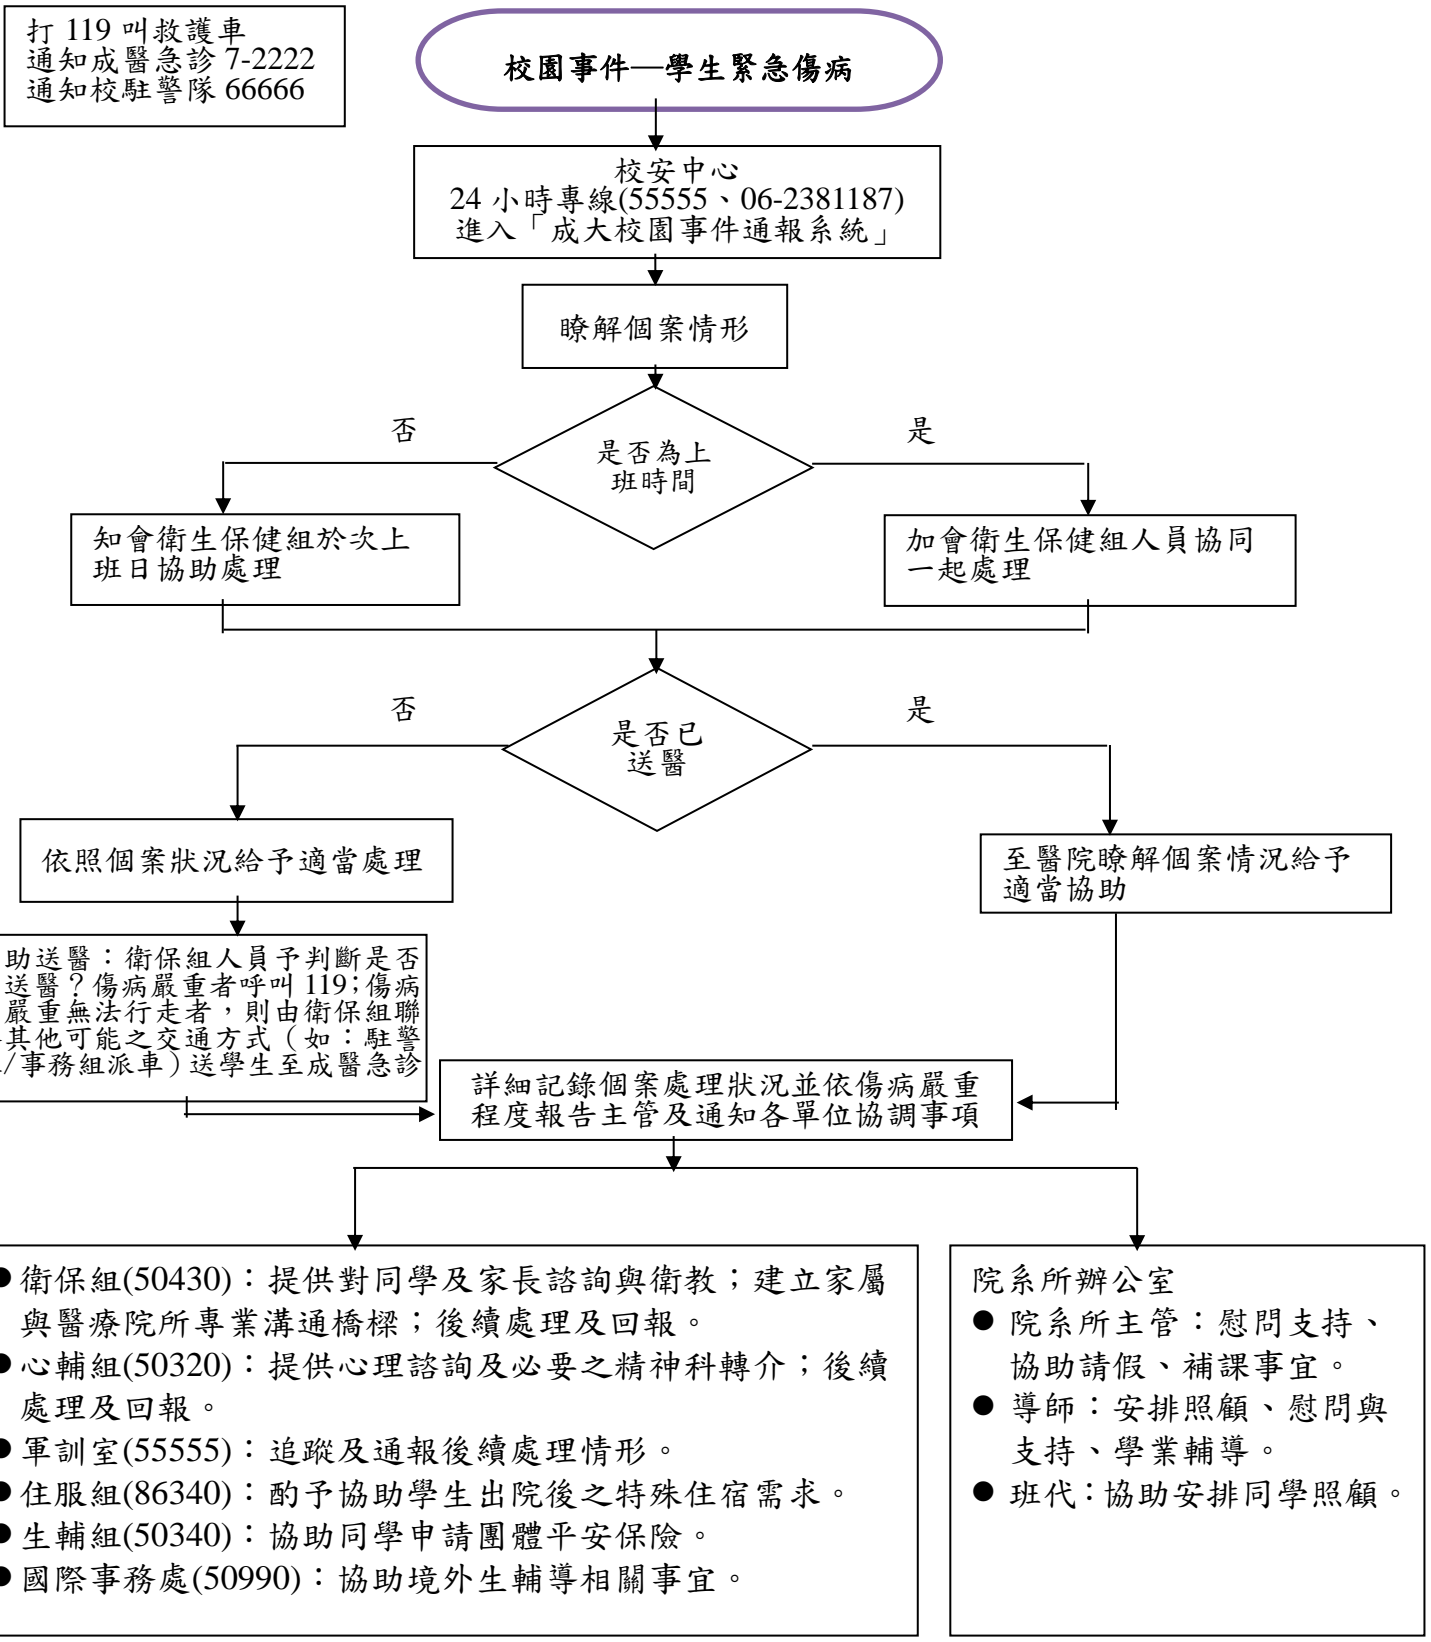 打 119 叫救護車
通知成醫急診 7-2222
通知校駐警隊 66666
校園事件—學生緊急傷病
校安中心
24 小時專線(55555、06-2381187)
進入「成大校園事件通報系統」
瞭解個案情形
是否為上
班時間
否
是
知會衛生保健組於次上
班日協助處理
加會衛生保健組人員協同
一起處理
是否已
送醫
否
是
依照個案狀況給予適當處理
至醫院瞭解個案情況給予
適當協助
助送醫：衛保組人員予判斷是否
送醫？傷病嚴重者呼叫 119;傷病
嚴重無法行走者，則由衛保組聯
其他可能之交通方式（如：駐警
/事務組派車）送學生至成醫急診
詳細記錄個案處理狀況並依傷病嚴重
程度報告主管及通知各單位協調事項
●衛保組(50430)：提供對同學及家長諮詢與衛教；建立家屬
與醫療院所專業溝通橋樑；後續處理及回報。
●心輔組(50320)：提供心理諮詢及必要之精神科轉介；後續
處理及回報。
●軍訓室(55555)：追蹤及通報後續處理情形。
●住服組(86340)：酌予協助學生出院後之特殊住宿需求。
●生輔組(50340)：協助同學申請團體平安保險。
●國際事務處(50990)：協助境外生輔導相關事宜。
院系所辦公室
● 院系所主管：慰問支持、
協助請假、補課事宜。
● 導師：安排照顧、慰問與
支持、學業輔導。
● 班代：協助安排同學照顧。